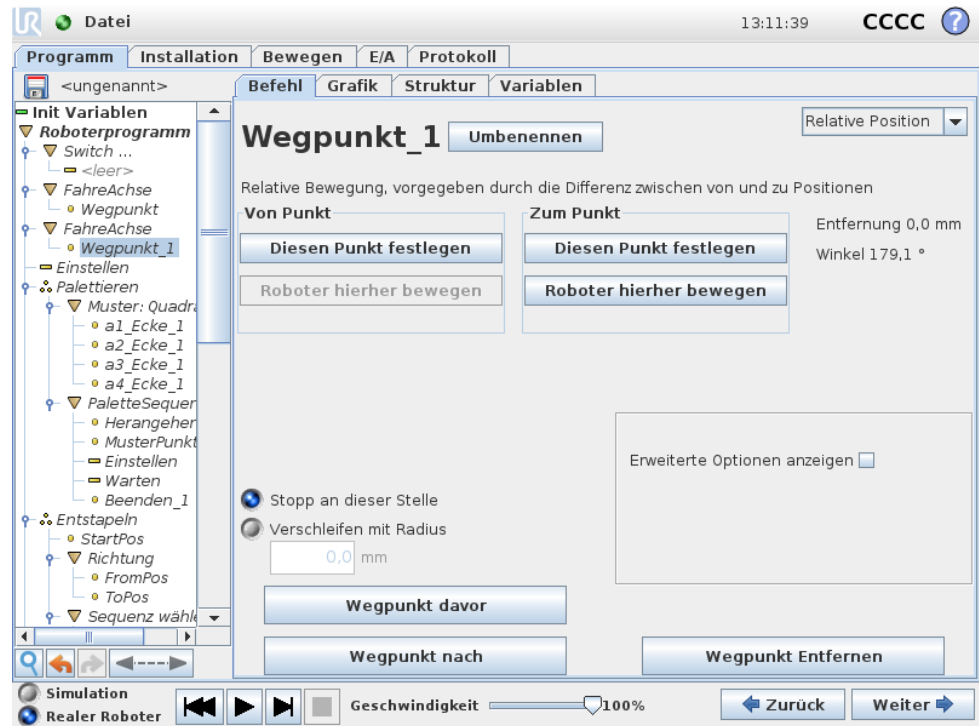 UR Datei 13:11:39 CCCC ?
Programm Installation Bewegen E/A Protokoll
<ungenannt>
Befehl Grafik Struktur Variablen
Init Variablen
Roboterprogramm
Switch ...
<leer>
FahreAchse
Wegpunkt
FahreAchse
Wegpunkt_1
Einstellen
Palettieren
Muster: Quadra
a1_Ecke_1
a2_Ecke_1
a3_Ecke_1
a4_Ecke_1
PaletteSequen
Herangehen
MusterPunkt
Einstellen
Warten
Beenden_1
Entstapeln
StartPos
Richtung
FromPos
ToPos
Sequenz wähle
Wegpunkt_1 Umbenennen Relative Position
Relative Bewegung, vorgegeben durch die Differenz zwischen von und zu Positionen
Von Punkt
Diesen Punkt festlegen
Roboter hierher bewegen
Zum Punkt
Diesen Punkt festlegen
Roboter hierher bewegen
Entfernung 0,0 mm
Winkel 179,1 °
Erweiterte Optionen anzeigen
Stopp an dieser Stelle
Verschleifen mit Radius
0,0 mm
Wegpunkt davor
Wegpunkt nach
Wegpunkt Entfernen
Simulation
Realer Roboter
Geschwindigkeit 100%
Zurück Weiter